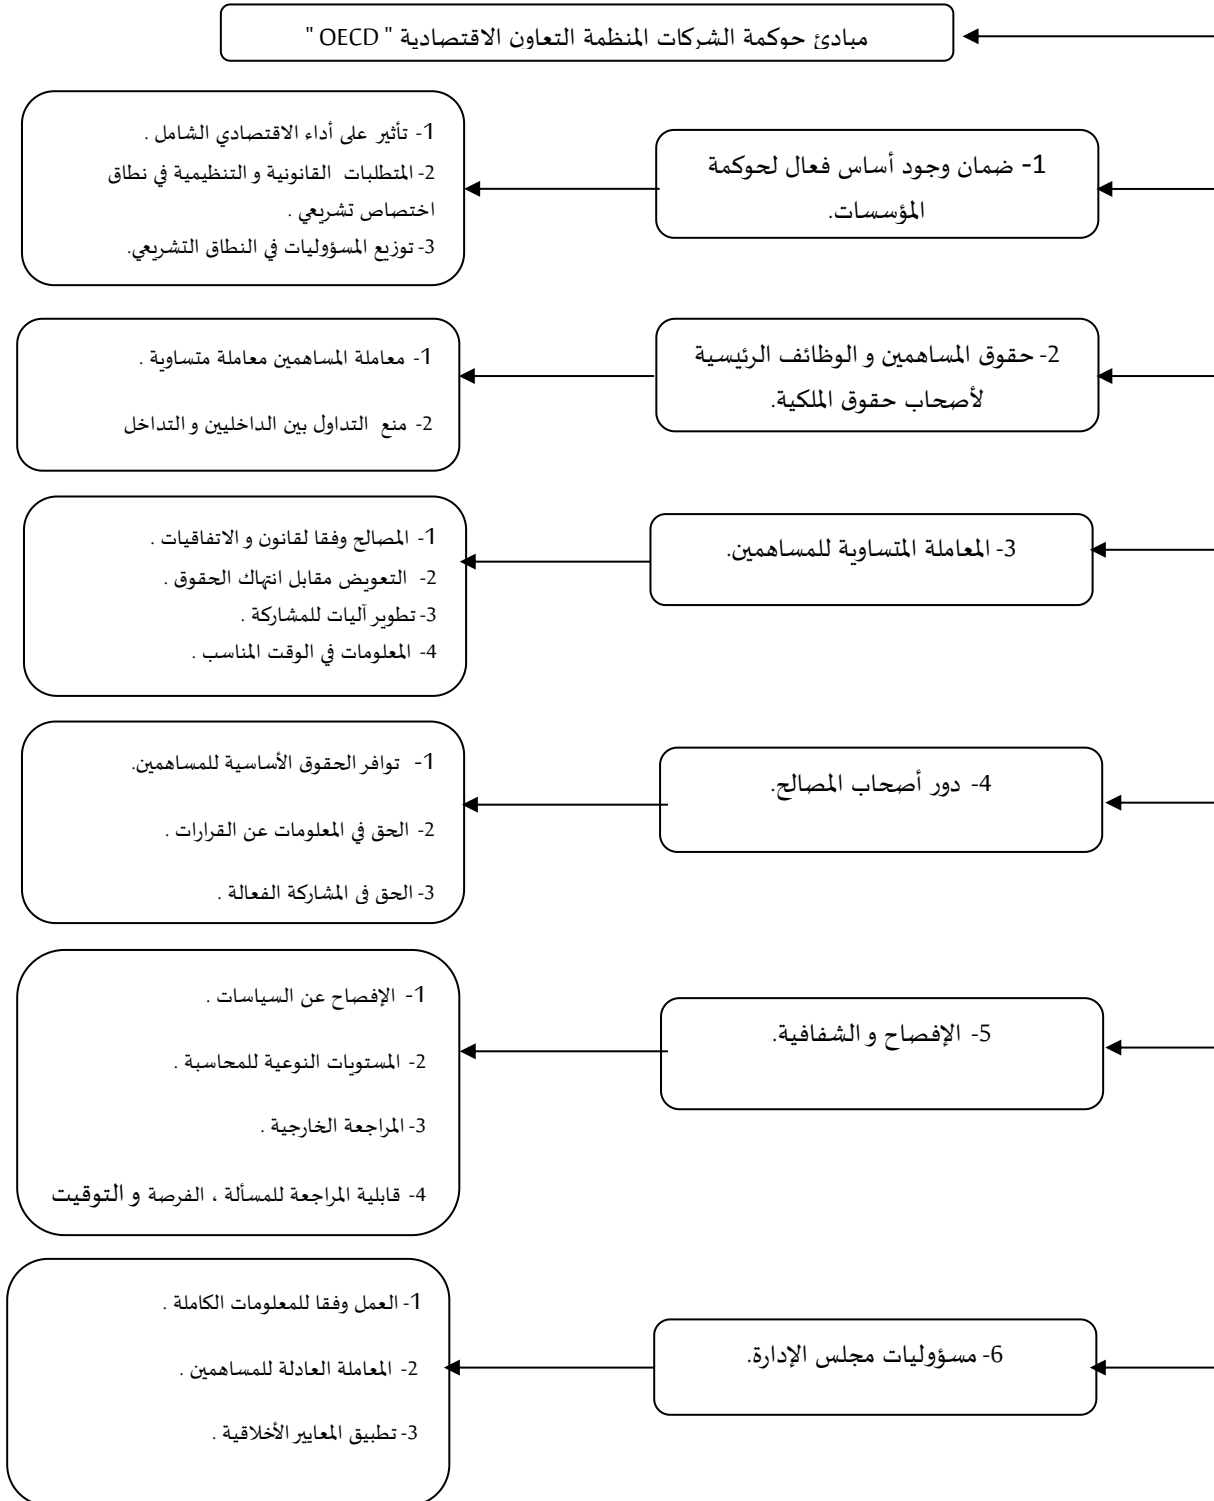 مبادئ حوكمة الشركات المنظمة التعاون الاقتصادية " OECD "
1- ضمان وجود أساس فعال لحوكمة
المؤسسات.
1- تأثير على أداء الاقتصادي الشامل .
2- المتطلبات القانونية و التنظيمية في نطاق
اختصاص تشريعي .
3- توزيع المسؤوليات في النطاق التشريعي.
2- حقوق المساهمين و الوظائف الرئيسية
لأصحاب حقوق الملكية.
1- معاملة المساهمين معاملة متساوية .
2- منع التداول بين الداخليين و التداخل
3- المعاملة المتساوية للمساهمين.
1- المصالح وفقا لقانون و الاتفاقيات .
2- التعويض مقابل انتهاك الحقوق .
3- تطوير آليات للمشاركة .
4- المعلومات في الوقت المناسب .
4- دور أصحاب المصالح.
1- توافر الحقوق الأساسية للمساهمين.
2- الحق في المعلومات عن القرارات .
3- الحق في المشاركة الفعالة .
5- الإفصاح و الشفافية.
1- الإفصاح عن السياسات .
2- المستويات النوعية للمحاسبة .
3- المراجعة الخارجية .
4- قابلية المراجعة للمسألة ، الفرصة و التوقيت
6- مسؤوليات مجلس الإدارة.
1- العمل وفقا للمعلومات الكاملة .
2- المعاملة العادلة للمساهمين .
3- تطبيق المعايير الأخلاقية .